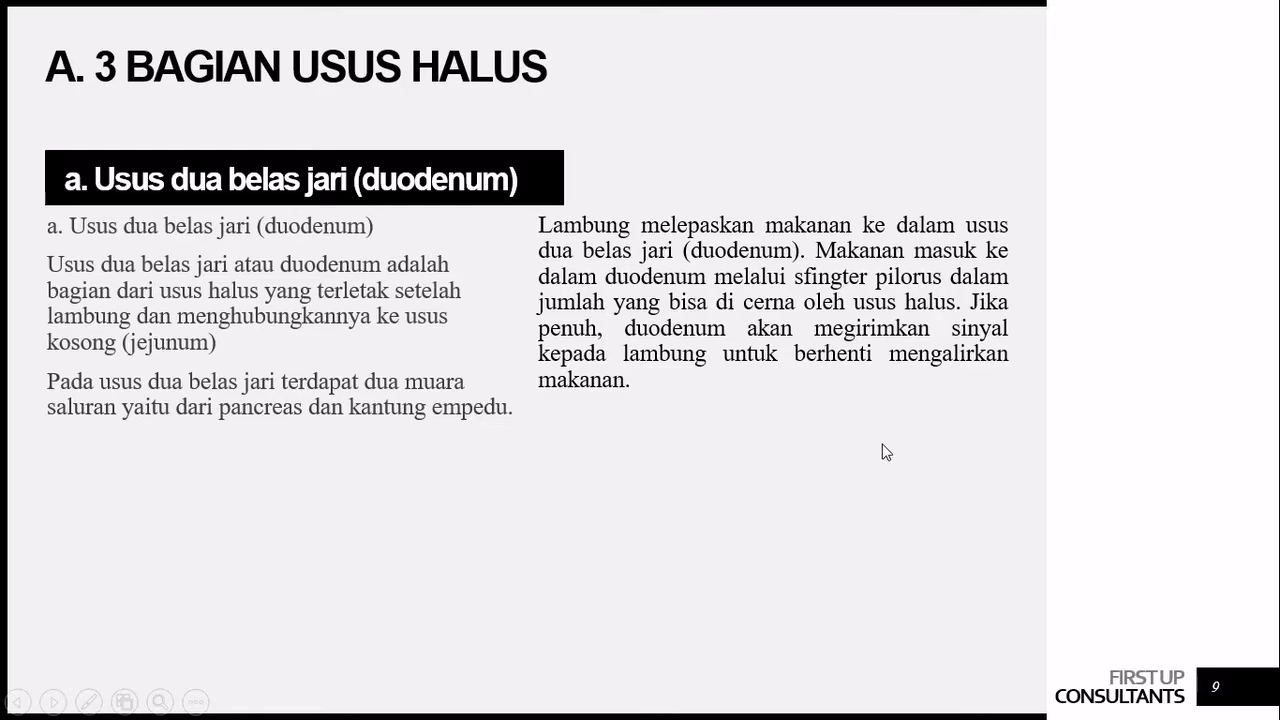 A. 3 BAGIAN USUS HALUS
a. Usus dua belas jari (duodenum)
a. Usus dua belas jari (duodenum)
Usus dua belas jari atau duodenum adalah
bagian dari usus halus yang terletak setelah
lambung dan menghubungkannya ke usus
kosong (jejunum)
Pada usus dua belas jari terdapat dua muara
saluran yaitu dari pancreas dan kantung empedu.
Lambung melepaskan makanan ke dalam usus
dua belas jari (duodenum). Makanan masuk ke
dalam duodenum melalui sfingter pilorus dalam
jumlah yang bisa di cerna oleh usus halus. Jika
penuh, duodenum akan megirimkan sinyal
kepada lambung untuk berhenti mengalirkan
makanan.
FIRST UP
CONSULTANTS
9